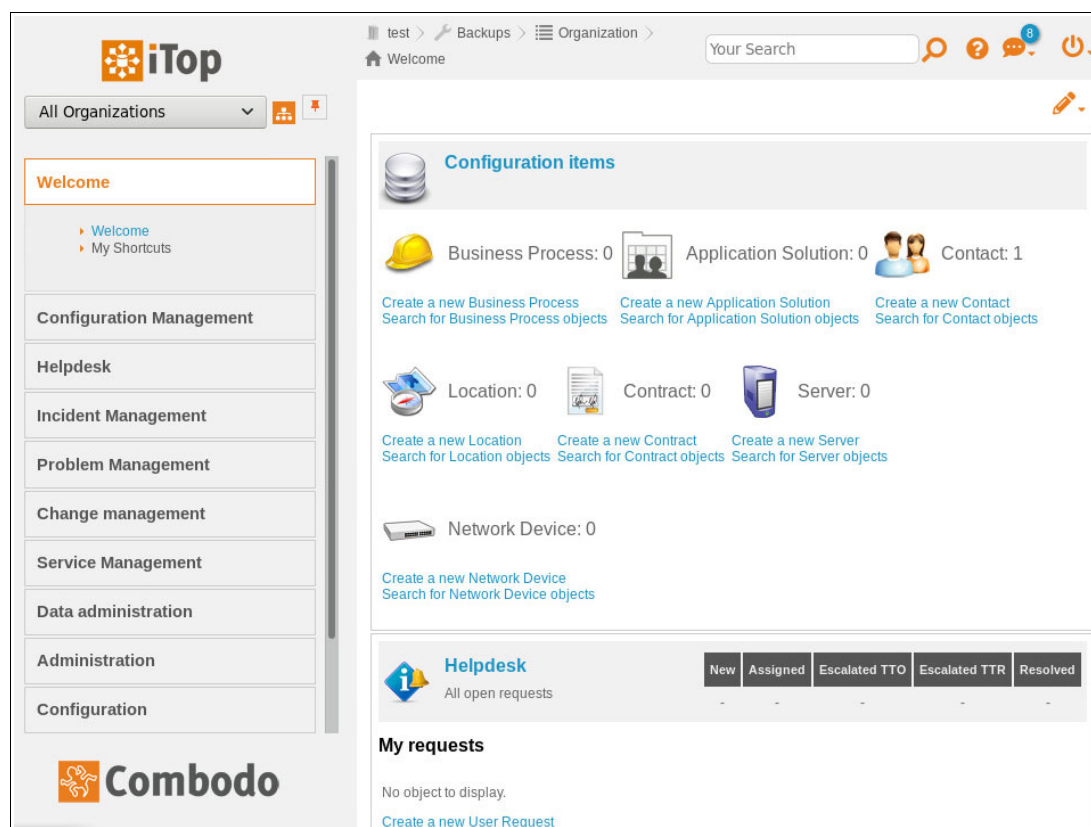 iTop
All Organizations
test Backups Organization
Welcome
Your Search
8
Welcome
Welcome
My Shortcuts
Configuration Management
Helpdesk
Incident Management
Problem Management
Change management
Service Management
Data administration
Administration
Configuration
Combodo
Configuration items
Business Process: 0 Application Solution: 0 Contact: 1
Create a new Business Process Create a new Application Solution Create a new Contact
Search for Business Process objects Search for Application Solution objects Search for Contact objects
Location: 0 Contract: 0 Server: 0
Create a new Location Create a new Contract Create a new Server
Search for Location objects Search for Contract objects Search for Server objects
Network Device: 0
Create a new Network Device
Search for Network Device objects
Helpdesk
All open requests
New Assigned Escalated TTO Escalated TTR Resolved
- - - - -
My requests
No object to display.
Create a new User Request